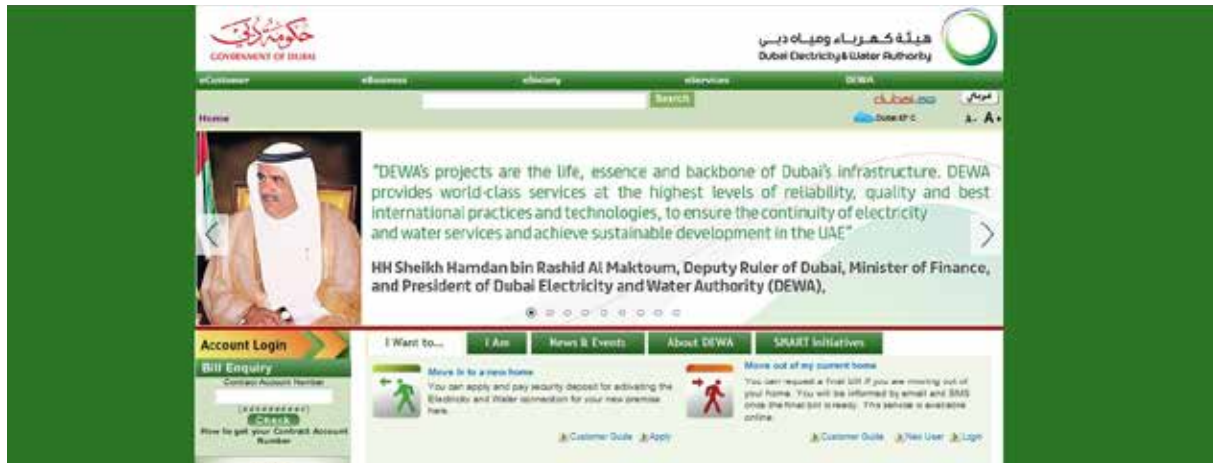 حكومة دبي
GOVERNMENT OF DUBAI
هيئة كهرباء ومياه دبي
Dubai Electricity & Water Authority
eCustomer eBusiness eSociety eServices DEWA
Search
dubai.ae عربي
Home
Dubai A- A+
"DEWA's projects are the life, essence and backbone of Dubai's infrastructure. DEWA
provides world-class services at the highest levels of reliability, quality and best
international practices and technologies, to ensure the continuity of electricity
and water services and achieve sustainable development in the UAE"
HH Sheikh Hamdan bin Rashid Al Maktoum, Deputy Ruler of Dubai, Minister of Finance,
and President of Dubai Electricity and Water Authority (DEWA),
Account Login
I Want to... I Am News & Events About DEWA SMART Initiatives
Bill Enquiry
Contract Account Number
Check
How to get your Contract Account
Number
Move in to a new home
You can apply and pay security deposit for activating the
Electricity and Water connection for your new premise
here.
Customer Guide Apply
Move out of my current home
You can request a final bill if you are moving out of
your home. You will be informed by email and SMS
once the final bill is ready. This service is available
online.
Customer Guide New User Login